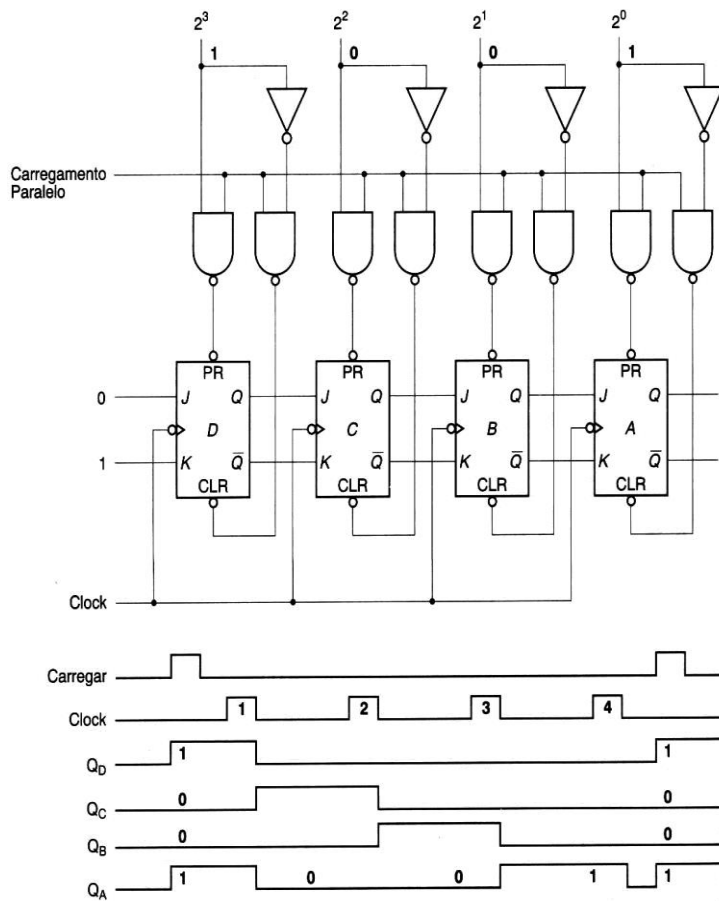 2³ 2² 2¹ 2⁰
1 0 0 1
Carregamento
Paralelo
PR PR PR PR
0 J Q J Q J Q J Q
D C B A
1 K Q̅ K Q̅ K Q̅ K Q̅
CLR CLR CLR CLR
Clock
Carregar
Clock 1 2 3 4
Q_D 1 1
Q_C 0 0
Q_B 0 0
Q_A 1 0 0 1 1